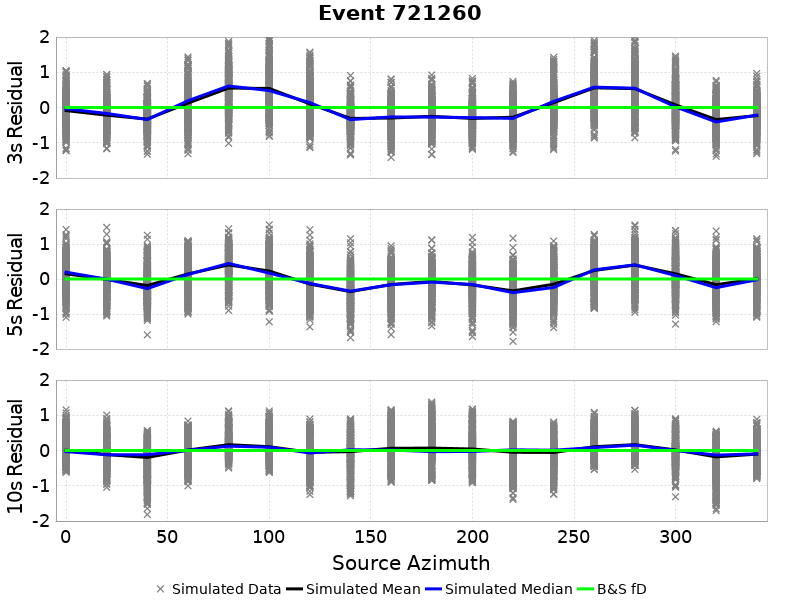 Event 721260
3s Residual
2
1
0
-1
-2
5s Residual
2
1
0
-1
-2
10s Residual
2
1
0
-1
-2
0 50 100 150 200 250 300
Source Azimuth
Simulated Data Simulated Mean Simulated Median B&S fD